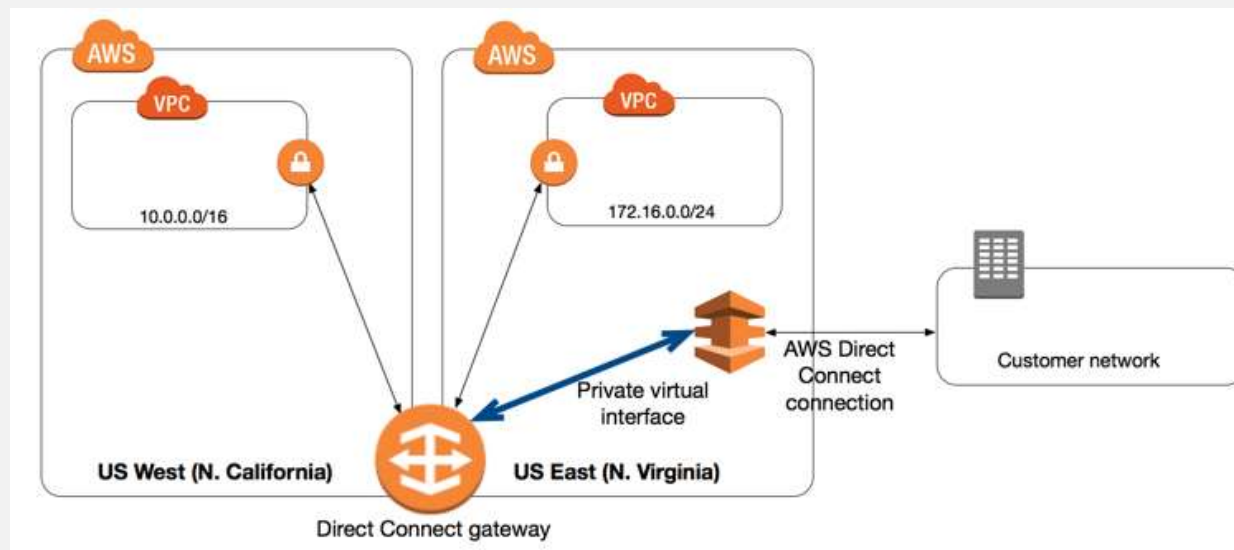 AWS
AWS
VPC
VPC
10.0.0.0/16
172.16.0.0/24
AWS Direct
Connect
connection
Customer network
Private virtual
interface
US West (N. California)
US East (N. Virginia)
Direct Connect gateway